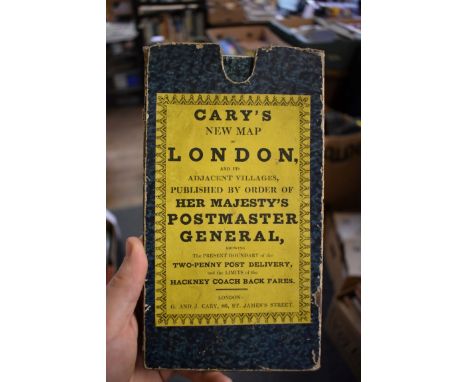 CARY'S
NEW MAP
OF
LONDON,
AND ITS
ADJACENT VILLAGES,
PUBLISHED BY ORDER OF
HER MAJESTY'S
POSTMASTER
GENERAL,
SHEWING
The PRESENT BOUNDARY of the
TWO-PENNY POST DELIVERY,
and the LIMITS of the
HACKNEY COACH BACK FARES.
LONDON:-
G. AND J. CARY, 86, ST. JAMES'S STREET.